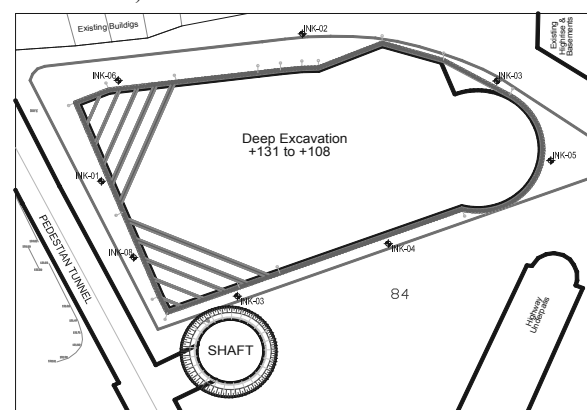 Existing Buildigs
INK-02
Existing
Highrise &
Basements
INK-06
INK-03
Deep Excavation
+131 to +108
INK-05
INK-01
PEDESTIAN TUNNEL
INK-08
INK-04
INK-03
84
Highway
Underpalls
SHAFT